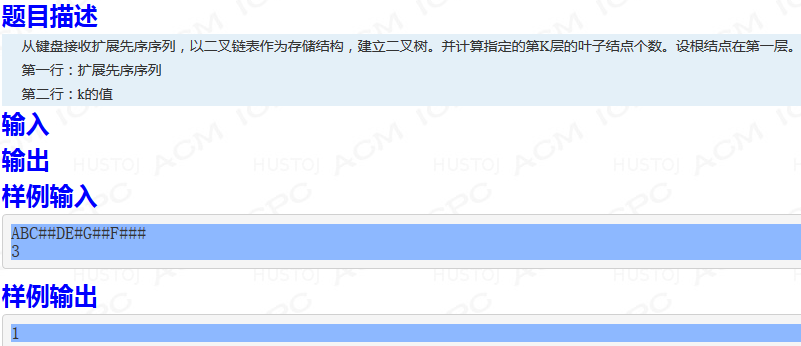 题目描述
从键盘接收扩展先序序列，以二叉链表作为存储结构，建立二叉树。并计算指定的第K层的叶子结点个数。设根结点在第一层。
第一行：扩展先序序列
第二行：k的值
输入
输出
样例输入
ABC##DE#G##F###
3
样例输出
1